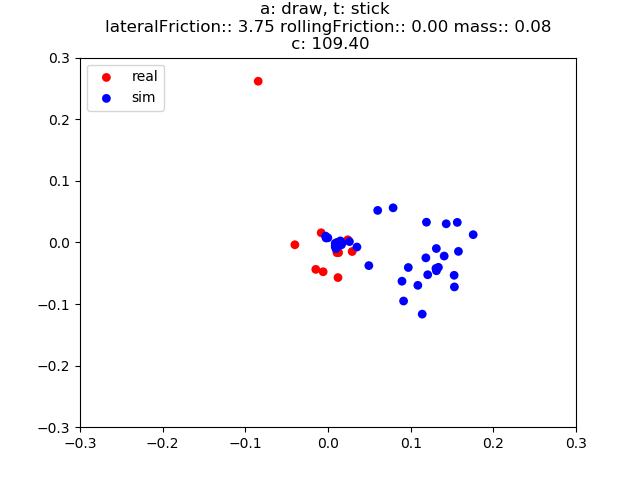 a: draw, t: stick
lateralFriction:: 3.75 rollingFriction:: 0.00 mass:: 0.08
c: 109.40
real
sim
0.3
0.2
0.1
0.0
−0.1
−0.2
−0.3
−0.3
−0.2
−0.1
0.0
0.1
0.2
0.3